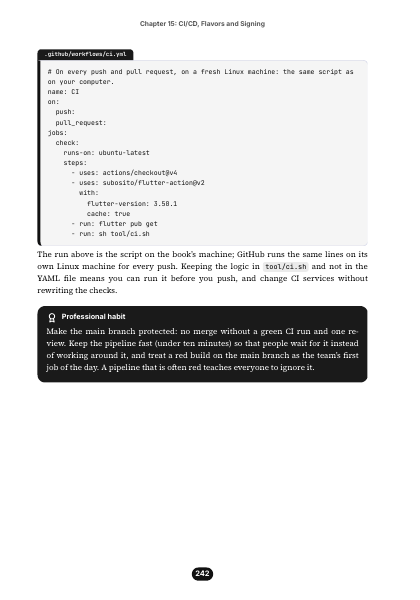 Chapter 15: CI/CD, Flavors and Signing
.github/workflows/ci.yml
# On every push and pull request, on a fresh Linux machine: the same script as
on your computer.
name: CI
on:
  push:
  pull_request:
jobs:
  check:
    runs-on: ubuntu-latest
    steps:
      - uses: actions/checkout@v4
      - uses: subosito/flutter-action@v2
        with:
          flutter-version: 3.50.1
          cache: true
      - run: flutter pub get
      - run: sh tool/ci.sh
The run above is the script on the book's machine; GitHub runs the same lines on its
own Linux machine for every push. Keeping the logic in tool/ci.sh and not in the
YAML file means you can run it before you push, and change CI services without
rewriting the checks.
Professional habit
Make the main branch protected: no merge without a green CI run and one re-
view. Keep the pipeline fast (under ten minutes) so that people wait for it instead
of working around it, and treat a red build on the main branch as the team's first
job of the day. A pipeline that is often red teaches everyone to ignore it.
242